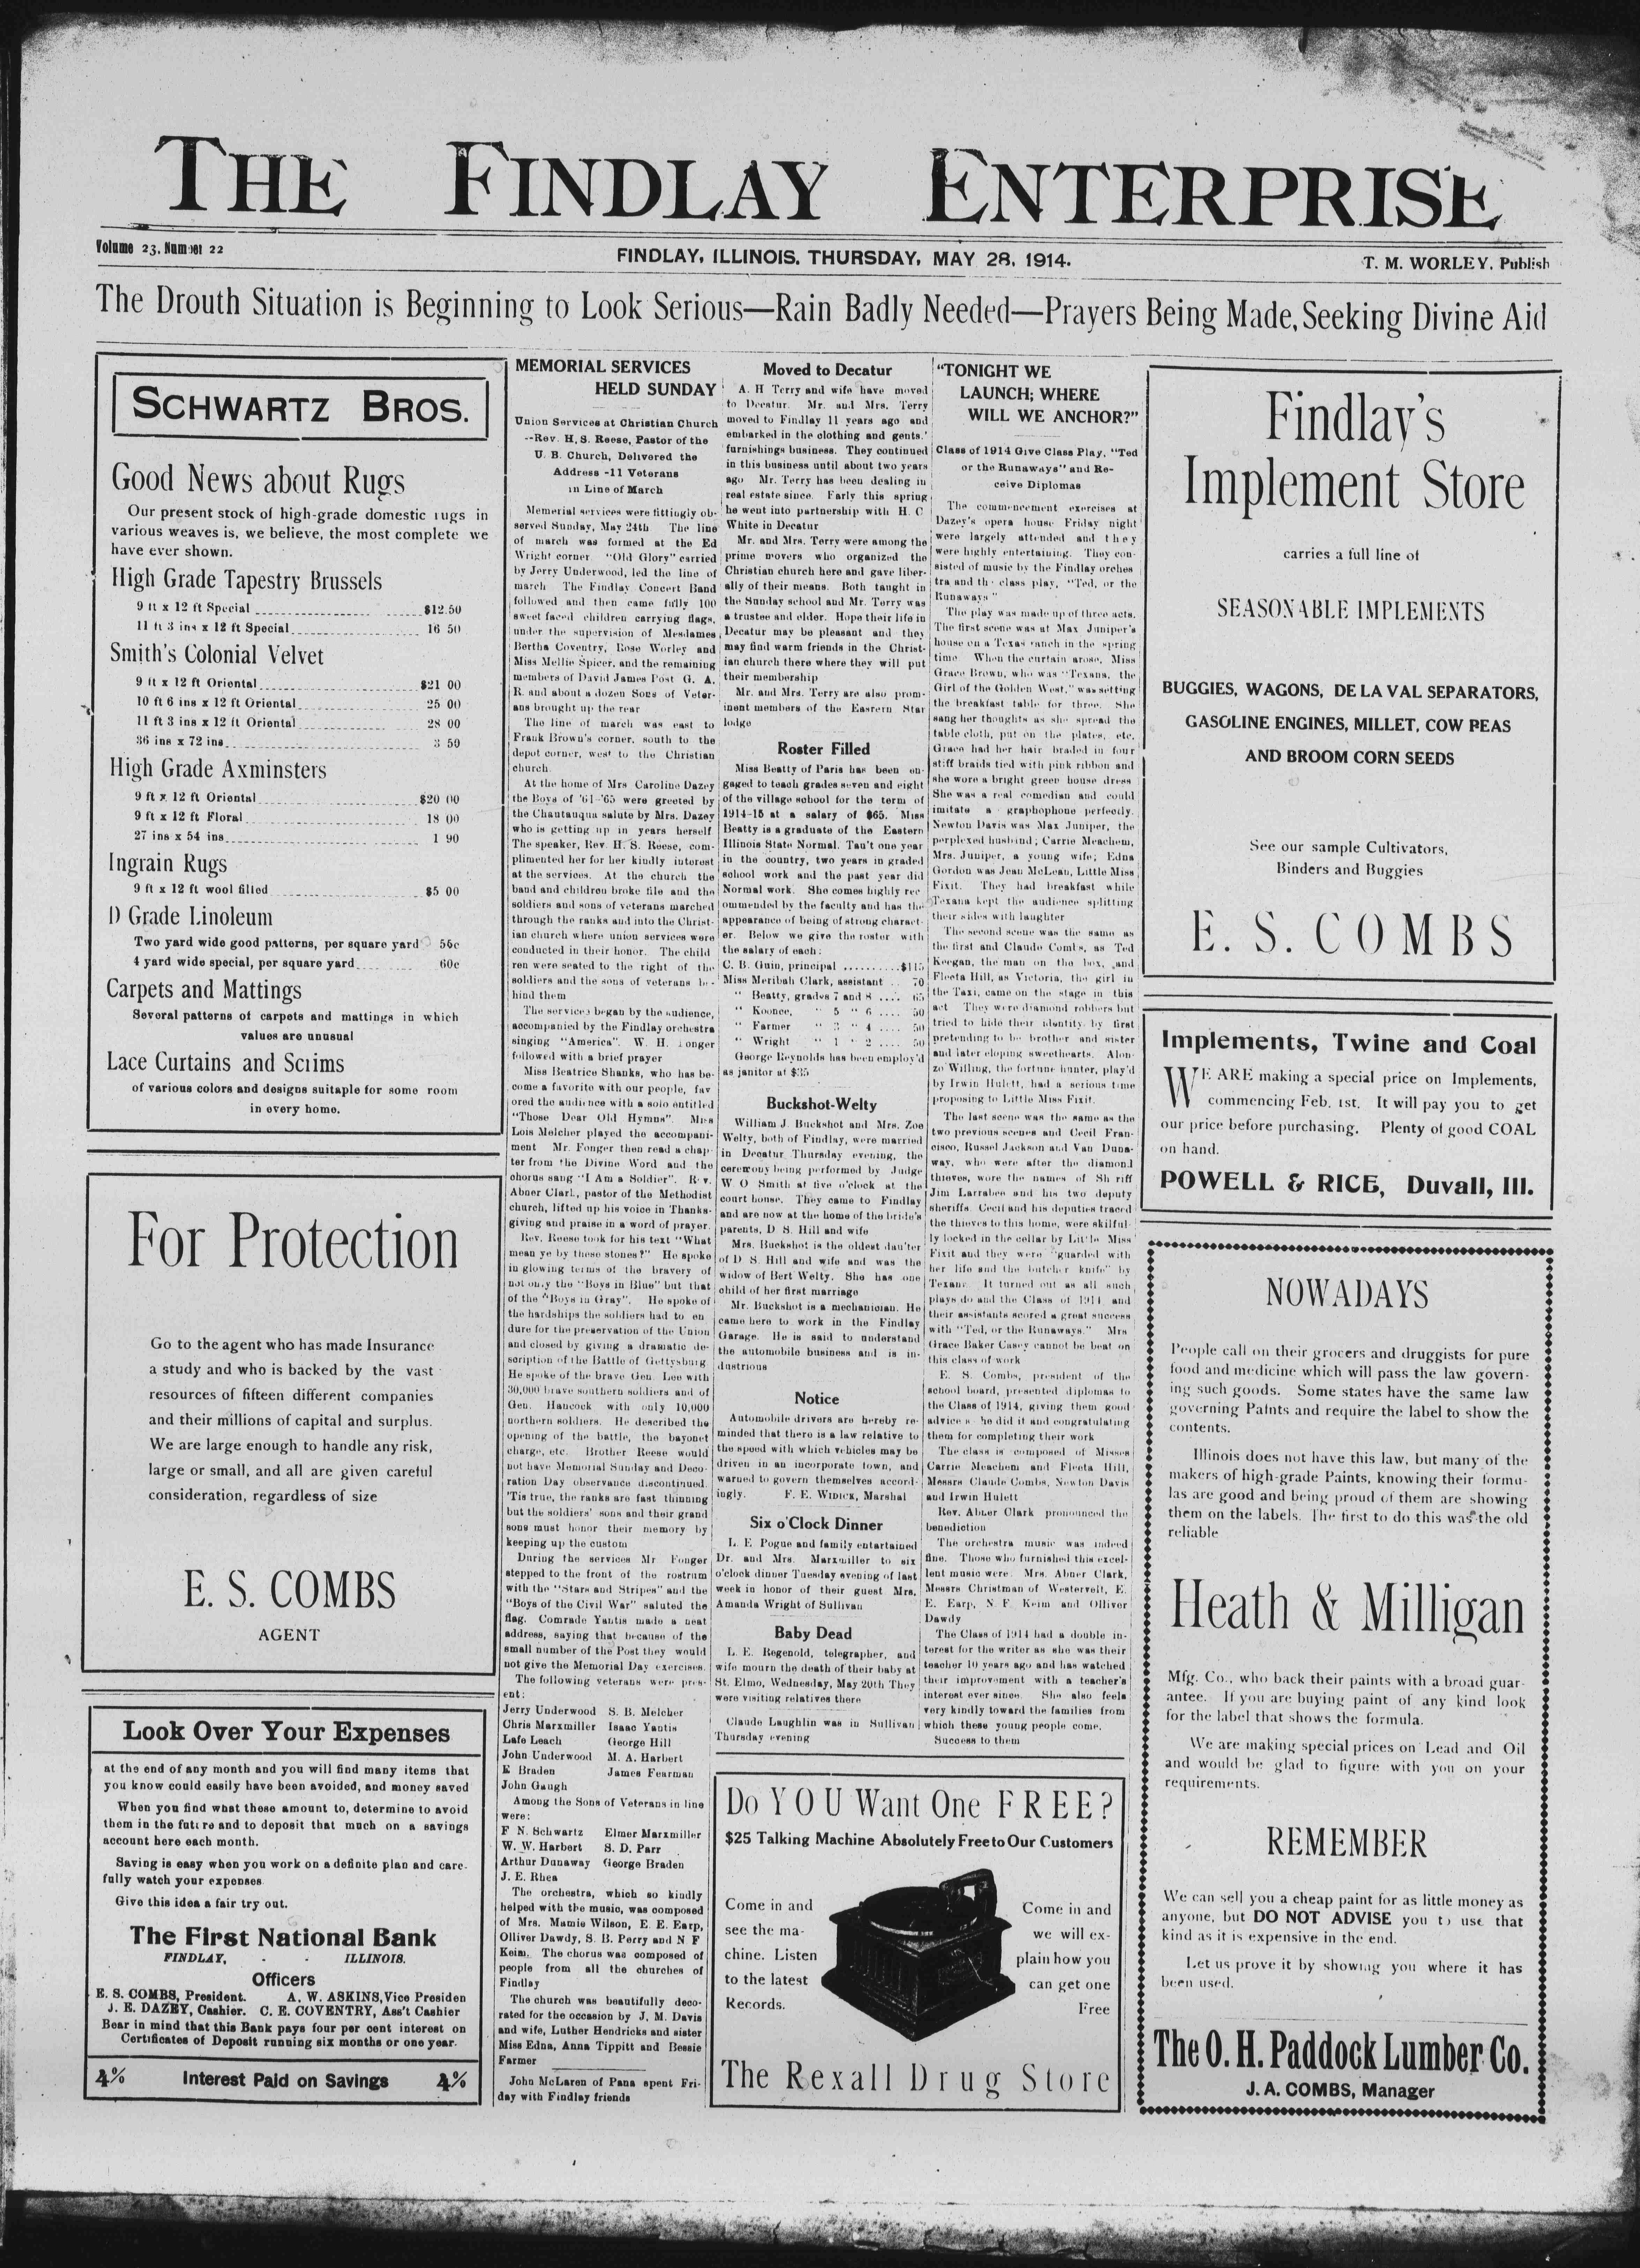 THE FINDLAY ENTERPRISE
Volume 23, Number 22
FINDLAY, ILLINOIS, THURSDAY, MAY 28, 1914.
T. M. WORLEY, Publish
The Drouth Situation is Beginning to Look Serious—Rain Badly Needed—Prayers Being Made, Seeking Divine Aid
SCHWARTZ BROS.
Good News about Rugs
Our present stock of high-grade domestic rugs in
various weaves is, we believe, the most complete we
have ever shown.
High Grade Tapestry Brussels
9 ft x 12 ft Special $12.50
11 ft 3 ins x 12 ft Special 16 50
Smith's Colonial Velvet
9 ft x 12 ft Oriental $21 00
10 ft 6 ins x 12 ft Oriental 25 00
11 ft 3 ins x 12 ft Oriental 28 00
36 ins x 72 ins 3 50
High Grade Axminsters
9 ft x 12 ft Oriental $20 00
9 ft x 12 ft Floral 18 00
27 ins x 54 ins 1 90
Ingrain Rugs
9 ft x 12 ft wool filled $5 00
D Grade Linoleum
Two yard wide good patterns, per square yard 56c
4 yard wide special, per square yard 60c
Carpets and Mattings
Several patterns of carpets and mattings in which
values are unusual
Lace Curtains and Scrims
of various colors and designs suitaple for some room
in every home.
For Protection
Go to the agent who has made Insurance
a study and who is backed by the vast
resources of fifteen different companies
and their millions of capital and surplus.
We are large enough to handle any risk,
large or small, and all are given careful
consideration, regardless of size
E. S. COMBS
AGENT
Look Over Your Expenses
at the end of any month and you will find many items that
you know could easily have been avoided, and money saved
When you find what these amount to, determine to avoid
them in the future and to deposit that much on a savings
account here each month.
Saving is easy when you work on a definite plan and care-
fully watch your expenses
Give this idea a fair try out.
The First National Bank
FINDLAY, - - ILLINOIS.
Officers
E. S. COMBS, President. A. W. ASKINS, Vice Presiden
J. E. DAZEY, Cashier. C. E. COVENTRY, Ass't Cashier
Bear in mind that this Bank pays four per cent interest on
Certificates of Deposit running six months or one year.
4% Interest Paid on Savings 4%
MEMORIAL SERVICES
HELD SUNDAY
Union Services at Christian Church
--Rev. H. S. Reese, Pastor of the
U. B. Church, Delivered the
Address -11 Veterans
in Line of March
Memerial services were fittingly ob-
served Sunday, May 24th The line
of march was formed at the Ed
Wright corner. "Old Glory" carried
by Jerry Underwood, led the line of
march The Findlay Concert Band
followed and then came fully 100
sweet faced children carrying flags,
under the supervision of Mesdames
Bertha Coventry, Rose Worley and
Miss Mellie Spicer, and the remaining
members of David James Post G. A.
R. and about a dozen Sons of Veter-
ans brought up the rear
The line of march was east to
Frank Brown's corner, south to the
depot corner, west to the Christian
church.
At the home of Mrs Caroline Dazey
the Boys of '61-'65 were greeted by
the Chautauqua salute by Mrs. Dazey
who is getting up in years herself
The speaker, Rev. H. S. Reese, com-
plimented her for her kindly interest
at the services. At the church the
band and children broke file and the
soldiers and sons of veterans marched
through the ranks and into the Christ-
ian church where union services were
conducted in their honor. The child
ren were seated to the right of the
soldiers and the sons of veterans be-
hind them
The services began by the audience,
accompanied by the Findlay orchestra
singing "America". W. H. Fonger
followed with a brief prayer
Miss Beatrice Shanks, who has be-
come a favorite with our people, fav
ored the audience with a solo entitled
"Those Dear Old Hymns". Miss
Lois Melcher played the accompani-
ment Mr. Fonger then read a chap-
ter from the Divine Word and the
chorus sang "I Am a Soldier". Rev.
Abner Clark, pastor of the Methodist
church, lifted up his voice in Thanks-
giving and praise in a word of prayer.
Rev. Reese took for his text "What
mean ye by these stones?" He spoke
in glowing terms of the bravery of
not only the "Boys in Blue" but that
of the "Boys in Gray". He spoke of
the hardships the soldiers had to en
dure for the preservation of the Union
and closed by giving a dramatic de-
scription of the Battle of Gettysburg
He spoke of the brave Gen. Lee with
30,000 brave southern soldiers and of
Gen. Hancock with only 10,000
northern soldiers. He described the
opening of the battle, the bayonet
charge, etc. Brother Reese would
not have Memorial Sunday and Deco-
ration Day observance discontinued.
'Tis true, the ranks are fast thinning
but the soldiers' sons and their grand
sons must honor their memory by
keeping up the custom
During the services Mr Fonger
stepped to the front of the rostrum
with the "Stars and Stripes" and the
"Boys of the Civil War" saluted the
flag. Comrade Yantis made a neat
address, saying that because of the
small number of the Post they would
not give the Memorial Day exercises.
The following veterans were pres-
ent:
Jerry Underwood S. B. Melcher
Chris Marxmiller Isaac Yantis
Lafe Leach George Hill
John Underwood M. A. Harbert
E Braden James Fearman
John Gaugh
Among the Sons of Veterans in line
were:
F N. Schwartz Elmer Marxmiller
W. W. Harbert S. D. Parr
Arthur Dunaway George Braden
J. E. Rhea
The orchestra, which so kindly
helped with the music, was composed
of Mrs. Mamie Wilson, E. E. Earp,
Olliver Dawdy, S. B. Perry and N F
Keim. The chorus was composed of
people from all the churches of
Findlay
The church was beautifully deco-
rated for the occasion by J. M. Davis
and wife, Luther Hendricks and sister
Miss Edna, Anna Tippitt and Bessie
Farmer
John McLaren of Pana spent Fri-
day with Findlay friends
Moved to Decatur
A. H Terry and wife have moved
to Decatur. Mr. and Mrs. Terry
moved to Findlay 11 years ago and
embarked in the clothing and gents.'
furnishings business. They continued
in this business until about two years
ago Mr. Terry has been dealing in
real estate since. Early this spring
he went into partnership with H. C
White in Decatur
Mr. and Mrs. Terry were among the
prime movers who organized the
Christian church here and gave liber-
ally of their means. Both taught in
the Sunday school and Mr. Terry was
a trustee and elder. Hope their life in
Decatur may be pleasant and they
may find warm friends in the Christ-
ian church there where they will put
their membership
Mr. and Mrs. Terry are also prom-
inent members of the Eastern Star
lodge
Roster Filled
Miss Beatty of Paris has been en-
gaged to teach grades seven and eight
of the village school for the term of
1914-15 at a salary of $65. Miss
Beatty is a graduate of the Eastern
Illinois State Normal. Tau't one year
in the country, two years in graded
school work and the past year did
Normal work. She comes highly rec
ommended by the faculty and has the
appearance of being of strong charact-
er. Below we give the roster with
the salary of each:
C. B. Guin, principal $115
Miss Meribah Clark, assistant 70
" Beatty, grades 7 and 8 65
" Koonce, " 5 " 6 50
" Farmer " 3 " 4 50
" Wright " 1 " 2 50
George Reynolds has been employ'd
as janitor at $35
Buckshot-Welty
William J. Buckshot and Mrs. Zoe
Welty, both of Findlay, were married
in Decatur Thursday evening, the
ceremony being performed by Judge
W O Smith at five o'clock at the
court house. They came to Findlay
and are now at the home of the bride's
parents, D S. Hill and wife
Mrs. Buckshot is the oldest dau'ter
of D S. Hill and wife and was the
widow of Bert Welty. She has one
child of her first marriage
Mr. Buckshot is a mechanician. He
came here to work in the Findlay
Garage. He is said to understand
the automobile business and is in-
dustrious
Notice
Automobile drivers are hereby re-
minded that there is a law relative to
the speed with which vehicles may be
driven in an incorporate town, and
warned to govern themselves accord-
ingly. F. E. WIDICK, Marshal
Six o'Clock Dinner
L. E Pogue and family entartained
Dr. and Mrs. Marxmiller to six
o'clock dinner Tuesday evening of last
week in honor of their guest Mrs.
Amanda Wright of Sullivan
Baby Dead
L. E. Regenold, telegrapher, and
wife mourn the death of their baby at
St. Elmo, Wednesday, May 20th They
were visiting relatives there
Claude Laughlin was in Sullivan
Thursday evening
"TONIGHT WE
LAUNCH; WHERE
WILL WE ANCHOR?"
Class of 1914 Give Class Play, "Ted
or the Runaways" and Re-
ceive Diplomas
The commencement exercises at
Dazey's opera house Friday night
were largely attended and they
were highly entertaining. They con-
sisted of music by the Findlay orches
tra and the class play, "Ted, or the
Runaways"
The play was made up of three acts.
The first scene was at Max Juniper's
house on a Texas ranch in the spring
time When the curtain arose, Miss
Grace Brown, who was "Texana, the
Girl of the Golden West," was setting
the breakfast table for three. She
sang her thoughts as she spread the
table cloth, put on the plates, etc.
Grace had her hair braded in four
stiff braids tied with pink ribbon and
she wore a bright green house dress
She was a real comedian and could
imitate a graphophone perfectly.
Newton Davis was Max Juniper, the
perplexed husbind; Carrie Meachem,
Mrs. Juniper, a young wife; Edna
Gordon was Jean McLean, Little Miss
Fixit. They had breakfast while
Texana kept the audience splitting
their sides with laughter
The second scene was the same as
the first and Claude Combs, as Ted
Keegan, the man on the box, and
Fleeta Hill, as Victoria, the girl in
the Taxi, came on the stage in this
act They were diamond robbers but
tried to hide their identity by first
pretending to be brother and sister
and later eloping sweethearts. Alon-
zo Willing, the fortune hunter, play'd
by Irwin Hulett, had a serious time
proposing to Little Miss Fixit.
The last scene was the same as the
two previous scenes and Cecil Fran-
cisco, Russel Jackson and Van Duna-
way, who were after the diamond
thieves, wore the names of Sh riff
Jim Larrabee and his two deputy
sheriffs. Cecil and his deputies traced
the thieves to this home, were skilful-
ly locked in the cellar by Little Miss
Fixit and they were "guarded with
her life and the butcher knife" by
Texana. It turned out as all such
plays do and the Class of 1914 and
their assistants scored a great success
with "Ted, or the Runaways." Mrs
Grace Baker Casey cannot be beat on
this class of work
E. S. Combs, president of the
school board, presented diplomas to
the Class of 1914, giving them good
advice as he did it and congratulating
them for completing their work
The class is composed of Misses
Carrie Meachem and Fleeta Hill,
Messrs Claude Combs, Newton Davis
and Irwin Hulett
Rev. Abner Clark pronounced the
benediction
The orchestra music was indeed
fine. Those who furnished this excel-
lent music were: Mrs. Abner Clark,
Messrs Christman of Westervelt, E.
E. Earp, N F Keim and Olliver
Dawdy
The Class of 1914 had a double in-
terest for the writer as she was their
teacher 10 years ago and has watched
their improvement with a teacher's
interest ever since. She also feels
very kindly toward the families from
which these young people come.
Success to them
Do YOU Want One FREE?
$25 Talking Machine Absolutely Free to Our Customers
Come in and
see the ma-
chine. Listen
to the latest
Records.
Come in and
we will ex-
plain how you
can get one
Free
The Rexall Drug Store
Findlay's
Implement Store
carries a full line of
SEASONABLE IMPLEMENTS
BUGGIES, WAGONS, DE LA VAL SEPARATORS,
GASOLINE ENGINES, MILLET, COW PEAS
AND BROOM CORN SEEDS
See our sample Cultivators,
Binders and Buggies
E. S. COMBS
Implements, Twine and Coal
WE ARE making a special price on Implements,
commencing Feb. 1st. It will pay you to get
our price before purchasing. Plenty of good COAL
on hand.
POWELL & RICE, Duvall, Ill.
NOWADAYS
People call on their grocers and druggists for pure
food and medicine which will pass the law govern-
ing such goods. Some states have the same law
governing Paints and require the label to show the
contents.
Illinois does not have this law, but many of the
makers of high-grade Paints, knowing their formu-
las are good and being proud of them are showing
them on the labels. The first to do this was the old
reliable
Heath & Milligan
Mfg. Co., who back their paints with a broad guar-
antee. If you are buying paint of any kind look
for the label that shows the formula.
We are making special prices on Lead and Oil
and would be glad to figure with you on your
requirements.
REMEMBER
We can sell you a cheap paint for as little money as
anyone, but DO NOT ADVISE you to use that
kind as it is expensive in the end.
Let us prove it by showing you where it has
been used.
The O. H. Paddock Lumber Co.
J. A. COMBS, Manager